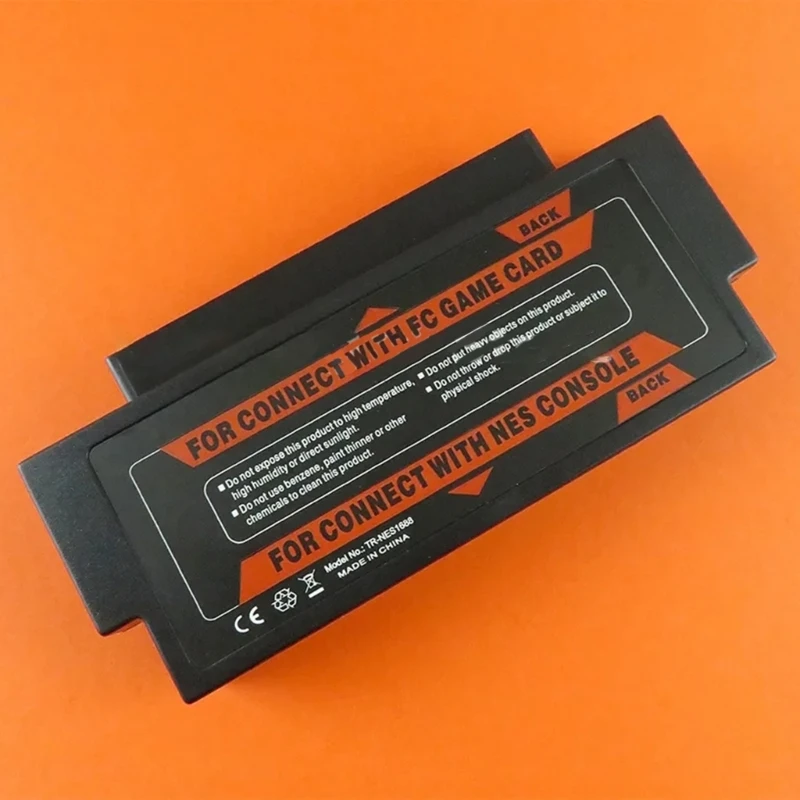 BACK
FOR CONNECT WITH FC GAME CARD
■ Do not expose this product to high temperature,
high humidity or direct sunlight.
■ Do not use benzene, paint thinner or other
chemicals to clean this product.
■ Do not put heavy objects on this product.
■ Do not throw or drop this product or subject it to
physical shock.
FOR CONNECT WITH NES CONSOLE
BACK
CE
Model No.: TR-NES1688
MADE IN CHINA